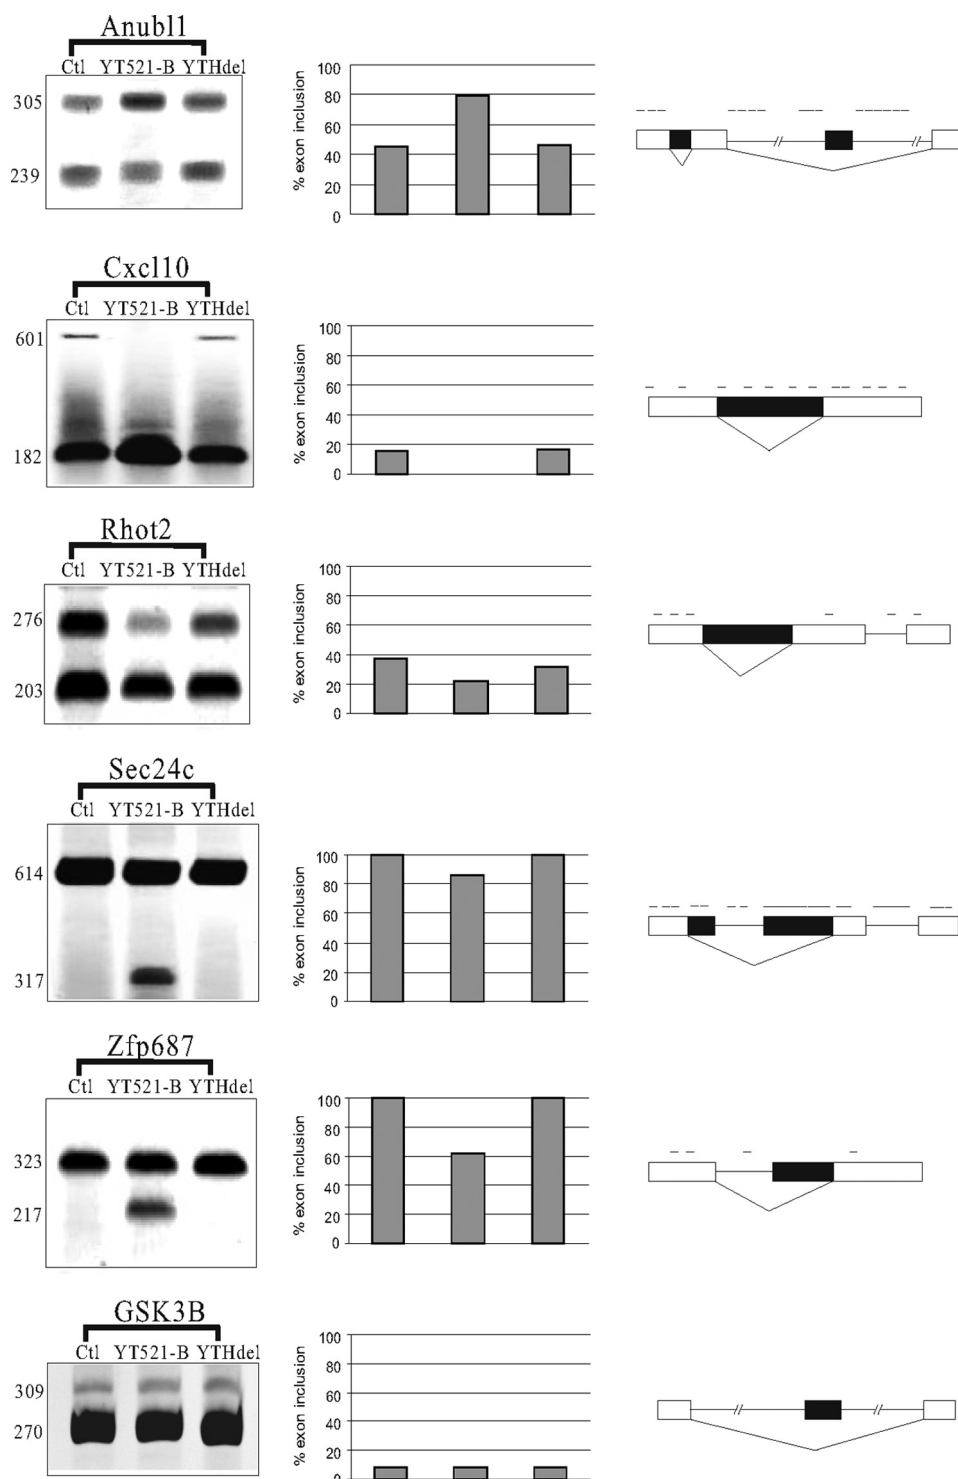 Anubl1
Ctl YT521-B YTHdel
305
239
% exon inclusion
100
80
60
40
20
0
Cxcl10
Ctl YT521-B YTHdel
601
182
% exon inclusion
100
80
60
40
20
0
Rhot2
Ctl YT521-B YTHdel
276
203
% exon inclusion
100
80
60
40
20
0
Sec24c
Ctl YT521-B YTHdel
614
317
% exon inclusion
100
80
60
40
20
0
Zfp687
Ctl YT521-B YTHdel
323
217
% exon inclusion
100
80
60
40
20
0
GSK3B
Ctl YT521-B YTHdel
309
270
% exon inclusion
100
80
60
40
20
0